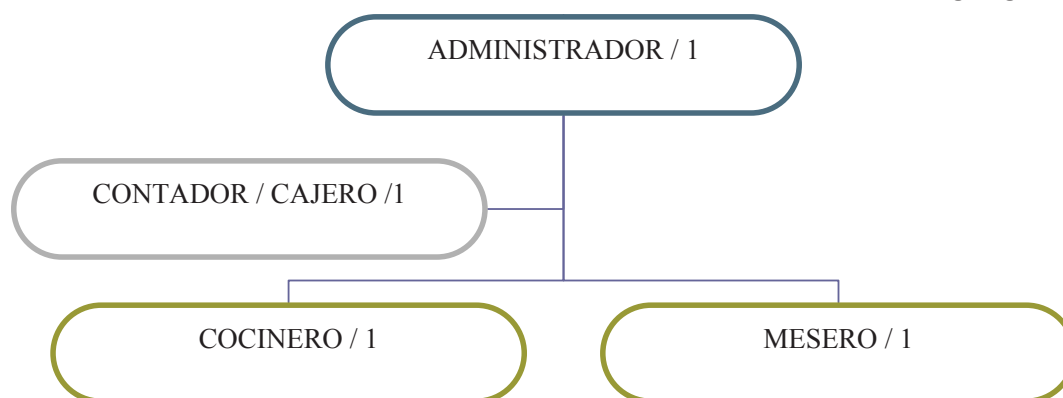 ADMINISTRADOR / 1
CONTADOR / CAJERO /1
COCINERO / 1
MESERO / 1